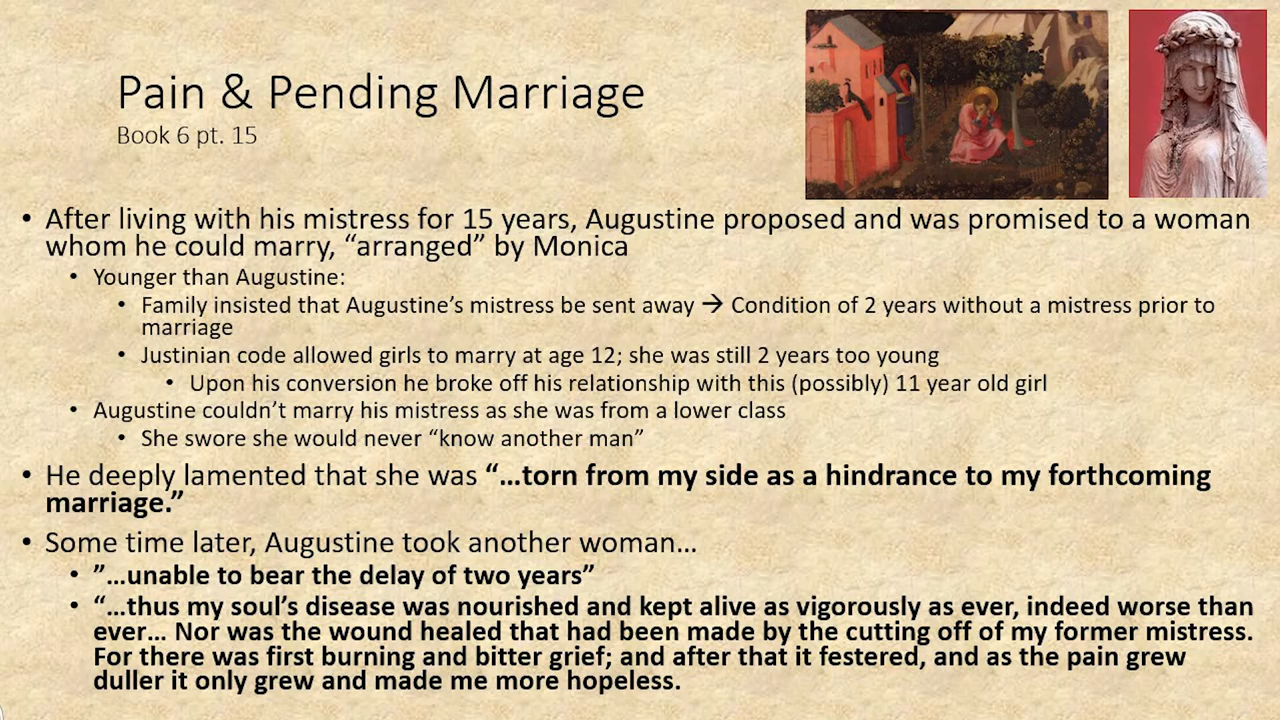 Pain & Pending Marriage
Book 6 pt. 15
• After living with his mistress for 15 years, Augustine proposed and was promised to a woman
whom he could marry, “arranged” by Monica
• Younger than Augustine:
• Family insisted that Augustine’s mistress be sent away → Condition of 2 years without a mistress prior to
marriage
• Justinian code allowed girls to marry at age 12; she was still 2 years too young
• Upon his conversion he broke off his relationship with this (possibly) 11 year old girl
• Augustine couldn’t marry his mistress as she was from a lower class
• She swore she would never “know another man”
• He deeply lamented that she was “…torn from my side as a hindrance to my forthcoming
marriage.”
• Some time later, Augustine took another woman…
• ”…unable to bear the delay of two years”
• “…thus my soul’s disease was nourished and kept alive as vigorously as ever, indeed worse than
ever… Nor was the wound healed that had been made by the cutting off of my former mistress.
For there was first burning and bitter grief; and after that it festered, and as the pain grew
duller it only grew and made me more hopeless.